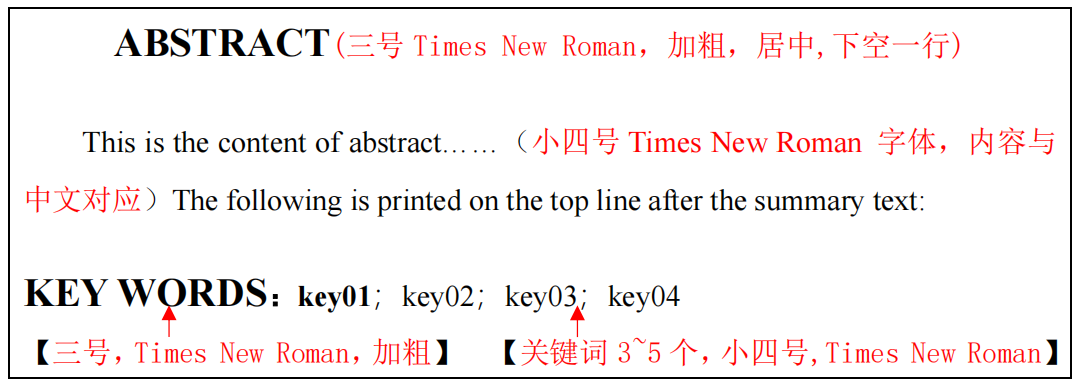 ABSTRACT(三号 Times New Roman，加粗，居中,下空一行)
This is the content of abstract……（小四号 Times New Roman 字体，内容与
中文对应）The following is printed on the top line after the summary text:
KEY WORDS：key01；key02；key03；key04
【三号，Times New Roman，加粗】 【关键词 3~5 个，小四号,Times New Roman】